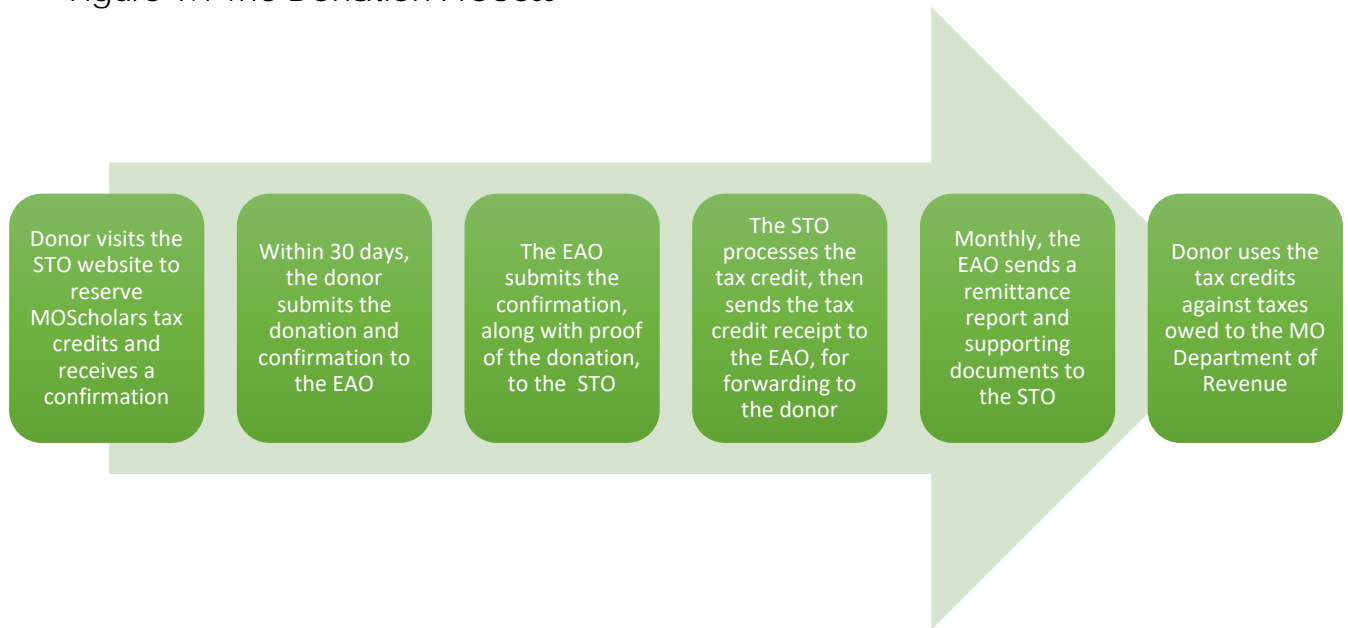 Figure The Donation Process
Donor visits the
STO website to
reserve
MOScholars tax
credits and
receives a
confirmation
Within 30 days,
the donor
submits the
donation and
confirmation to
the EAO
The EAO
submits the
confirmation,
along with proof
of the donation,
to the STO
The STO
processes the
tax credit, then
sends the tax
credit receipt to
the EAO, for
forwarding to
the donor
Monthly, the
EAO sends a
remittance
report and
supporting
documents to
the STO
Donor uses the
tax credits
against taxes
owed to the MO
Department of
Revenue